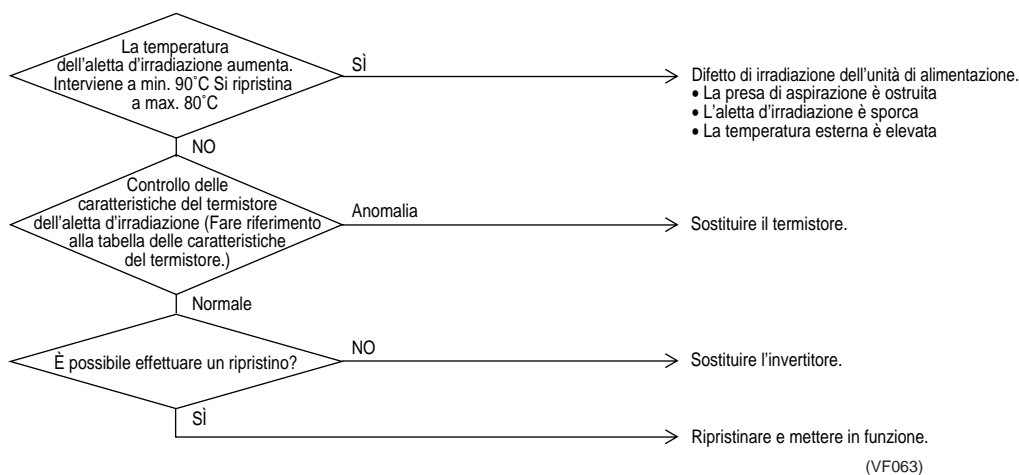 La temperatura
dell'aletta d'irradiazione aumenta.
Interviene a min. 90˚C Si ripristina
a max. 80˚C
SÌ
Difetto di irradiazione dell'unità di alimentazione.
• La presa di aspirazione è ostruita
• L'aletta d'irradiazione è sporca
• La temperatura esterna è elevata
NO
Controllo delle
caratteristiche del termistore
dell'aletta d'irradiazione (Fare riferimento
alla tabella delle caratteristiche
del termistore.)
Anomalia
Sostituire il termistore.
Normale
È possibile effettuare un ripristino?
NO
Sostituire l'invertitore.
SÌ
Ripristinare e mettere in funzione.
(VF063)